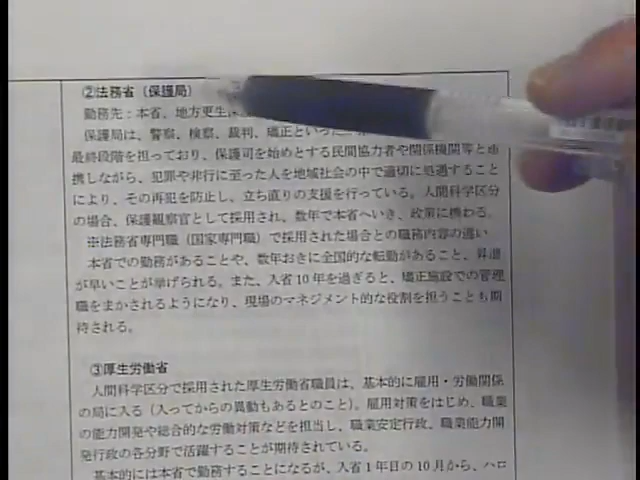 ②法務省（保護局）
勤務先：本省、地方更生
保護局は、警察、検察、裁判、矯正といった
最終段階を担っており、保護司を始めとする民間協力者や関係機関等と連
携しながら、犯罪や非行に至った人を地域社会の中で適切に処遇すること
により、その再犯を防止し、立ち直りの支援を行っている。人間科学区分
の場合、保護観察官として採用され、数年で本省へいき、政策に携わる。
※法務省専門職（国家専門職）で採用された場合との職務内容の違い
本省での勤務があることや、数年おきに全国的な転勤があること、昇進
が早いことが挙げられる。また、入省10年を過ぎると、矯正施設での管理
職をまかされるようになり、現場のマネジメント的な役割を担うことも期
待される。
③厚生労働省
人間科学区分で採用された厚生労働省職員は、基本的に雇用・労働関係
の局に入る（入ってからの異動もあるとのこと）。雇用対策をはじめ、職業
の能力開発や総合的な労働対策などを担当し、職業安定行政、職業能力開
発行政の各分野で活躍することが期待されている。
基本的には本省で勤務することになるが、入省1年目の10月から、ハロ